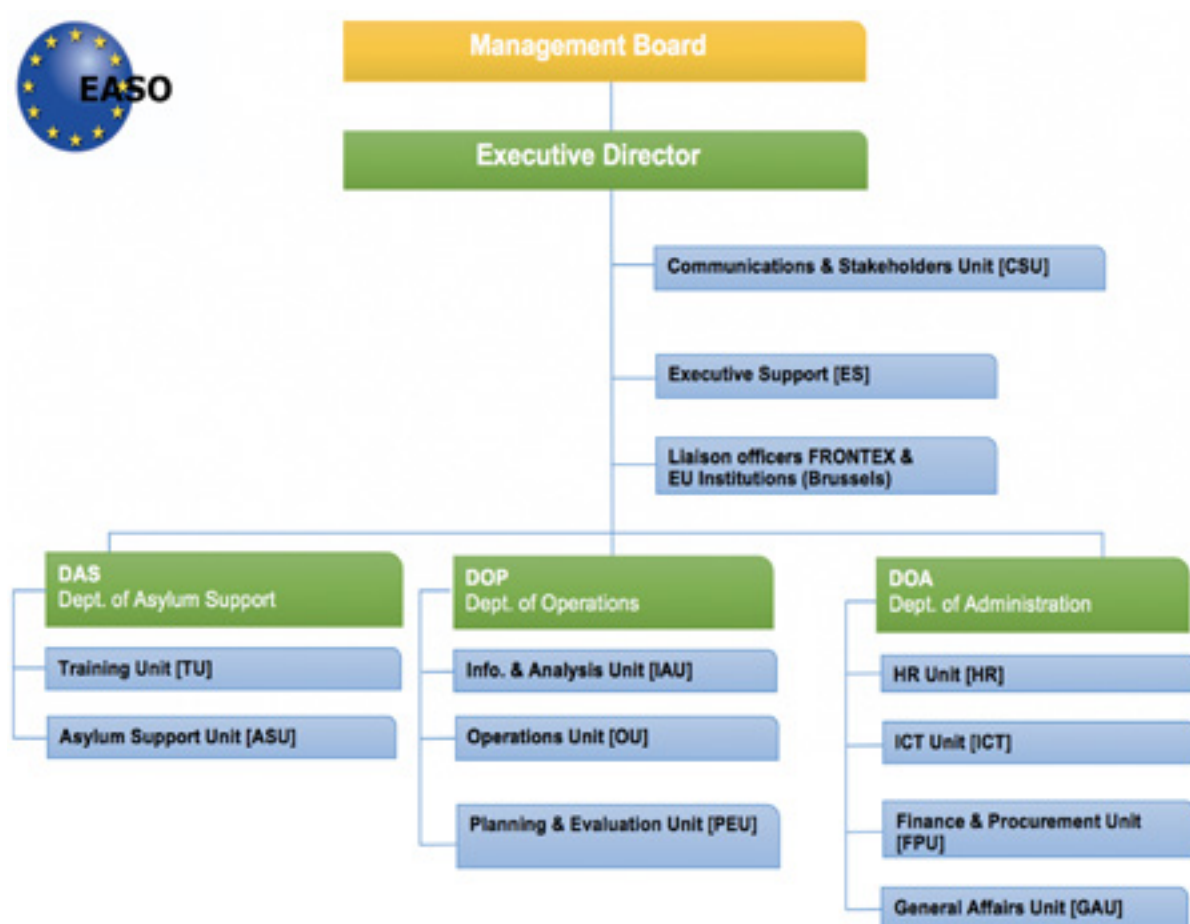 EASO
Management Board
Executive Director
Communications & Stakeholders Unit [CSU]
Executive Support [ES]
Liaison officers FRONTEX &
EU Institutions (Brussels)
DAS
Dept. of Asylum Support
Training Unit [TU]
Asylum Support Unit [ASU]
DOP
Dept. of Operations
Info. & Analysis Unit [IAU]
Operations Unit [OU]
Planning & Evaluation Unit [PEU]
DOA
Dept. of Administration
HR Unit [HR]
ICT Unit [ICT]
Finance & Procurement Unit
[FPU]
General Affairs Unit [GAU]